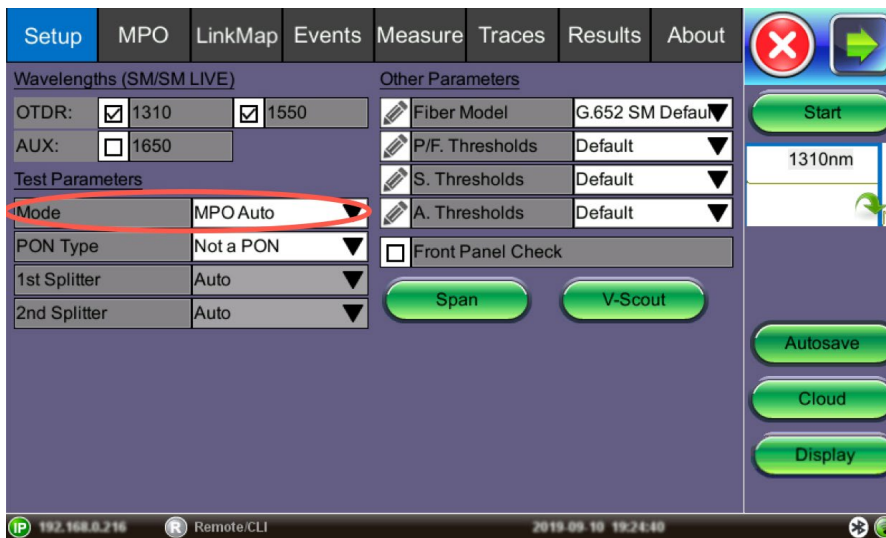 Setup MPO LinkMap Events Measure Traces Results About
Wavelengths (SM/SM LIVE)
OTDR: 1310 1550
AUX: 1650
Test Parameters
Mode MPO Auto
PON Type Not a PON
1st Splitter Auto
2nd Splitter Auto
Other Parameters
Fiber Model G.652 SM Defaul
P/F. Thresholds Default
S. Thresholds Default
A. Thresholds Default
Front Panel Check
Span V-Scout
Start
1310nm
Autosave
Cloud
Display
IP 192.168.0.216 R Remote/CLI 2019-09-10 19:24:40